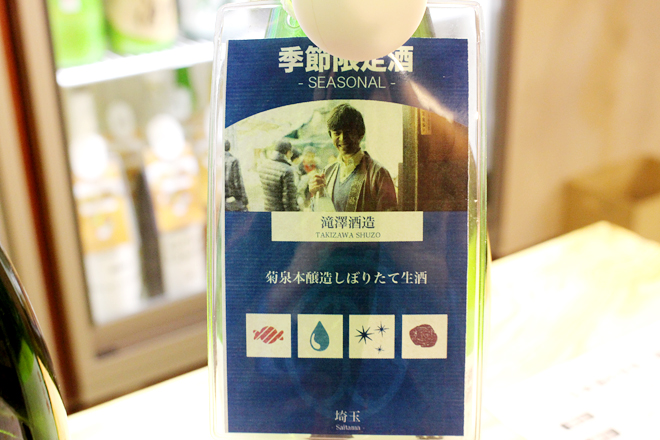 季節限定酒
- SEASONAL -
滝澤酒造
TAKIZAWA SHUZO
菊泉本醸造しぼりたて生酒
埼玉
Saitama